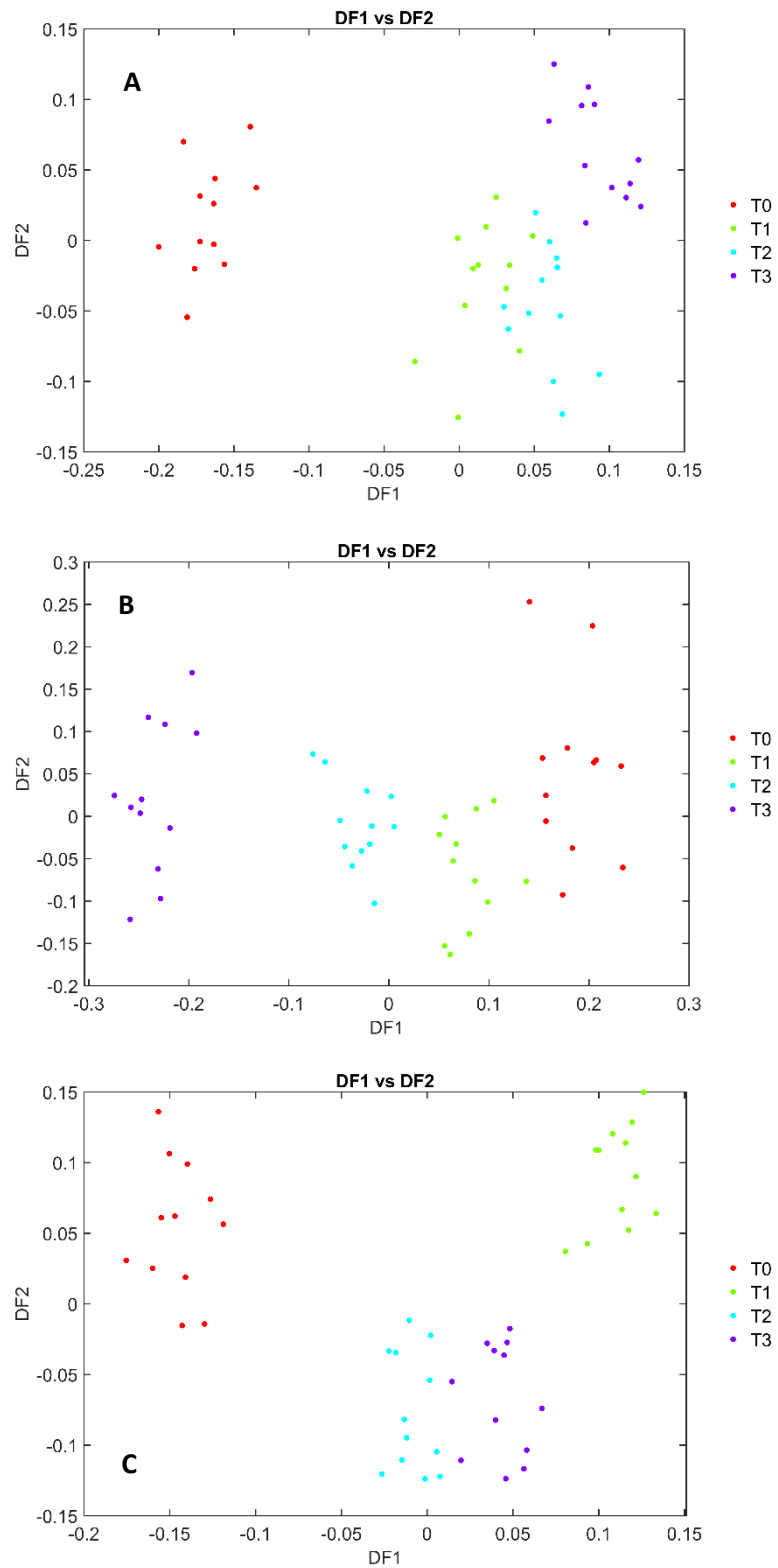 DF1 vs DF2
A
0.15
0.1
0.05
0
-0.05
-0.1
-0.15
DF2
-0.25 -0.2 -0.15 -0.1 -0.05 0 0.05 0.1 0.15
DF1
T0
T1
T2
T3
DF1 vs DF2
B
0.3
0.25
0.2
0.15
0.1
0.05
0
-0.05
-0.1
-0.15
-0.2
DF2
-0.3 -0.2 -0.1 0 0.1 0.2 0.3
DF1
T0
T1
T2
T3
DF1 vs DF2
0.15
0.1
0.05
0
-0.05
-0.1
-0.15
DF2
C
-0.2 -0.15 -0.1 -0.05 0 0.05 0.1 0.15
DF1
T0
T1
T2
T3